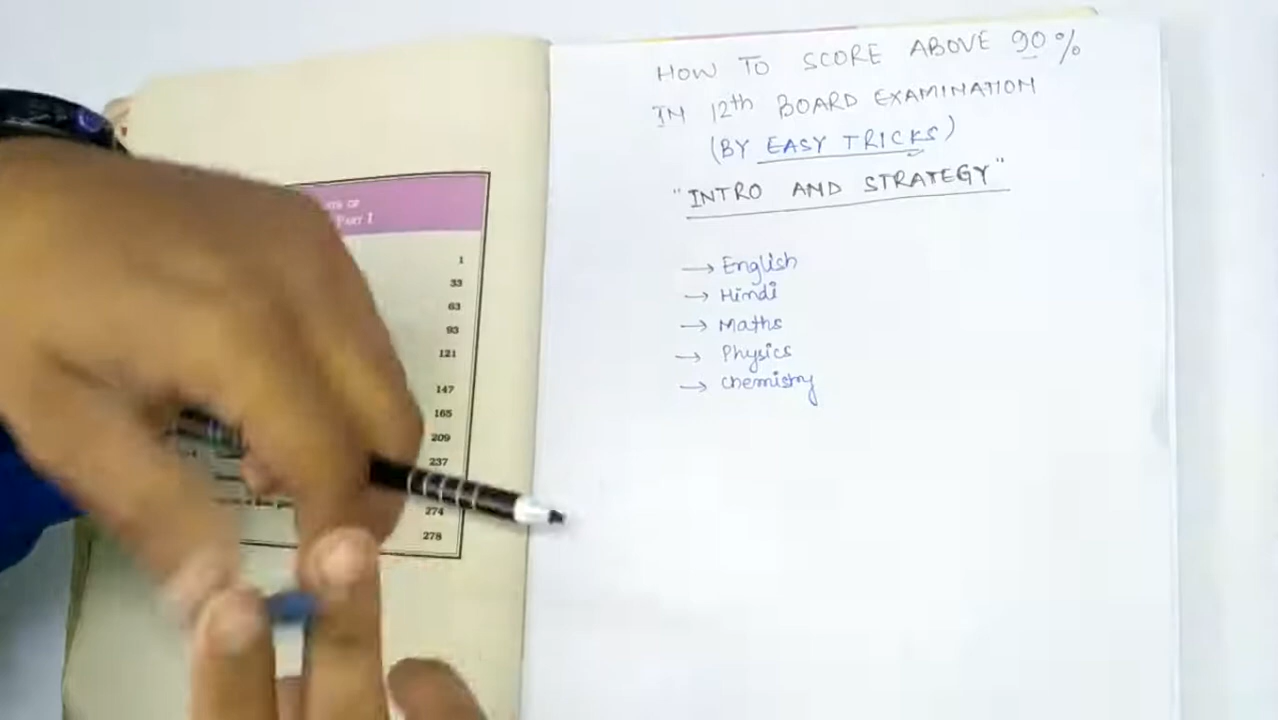 PART I
1
33
63
93
121
147
165
209
237
274
278
HOW TO SCORE ABOVE 90%
IN 12th BOARD EXAMINATION
(BY EASY TRICKS)
"INTRO AND STRATEGY"
→ English
→ Hindi
→ Maths
→ Physics
→ Chemistry